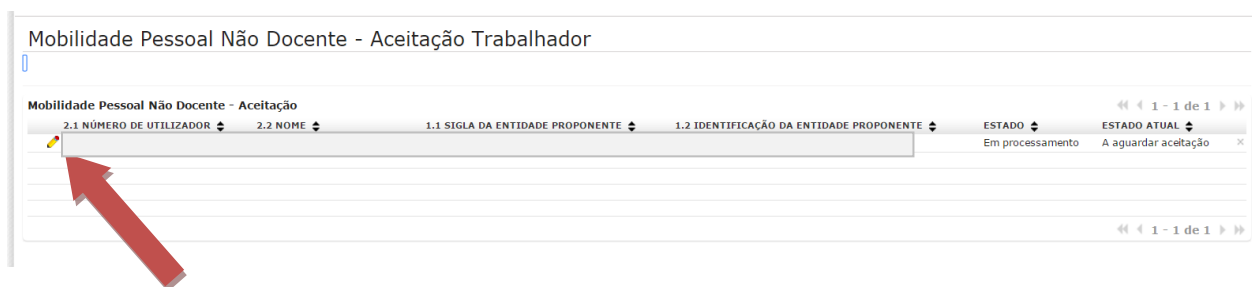 Mobilidade Pessoal Não Docente - Aceitação Trabalhador
Mobilidade Pessoal Não Docente - Aceitação
1 - 1 de 1
2.1 NÚMERO DE UTILIZADOR 2.2 NOME 1.1 SIGLA DA ENTIDADE PROPONENTE 1.2 IDENTIFICAÇÃO DA ENTIDADE PROPONENTE ESTADO ESTADO ATUAL
Em processamento A aguardar aceitação
1 - 1 de 1